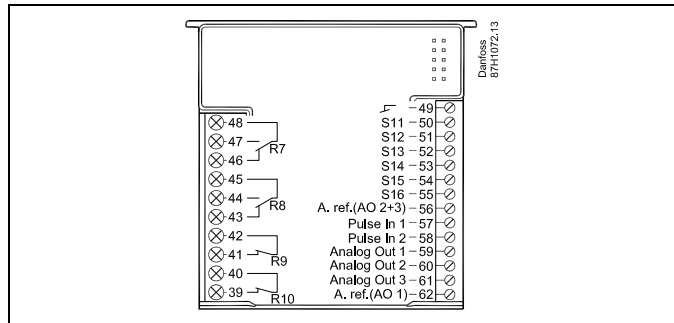 Danfoss
87H1072.13
48
47
46
R7
45
44
43
R8
42
41
R9
40
39
R10
49
S11 - 50
S12 - 51
S13 - 52
S14 - 53
S15 - 54
S16 - 55
A. ref.(AO 2+3) - 56
Pulse In 1 - 57
Pulse In 2 - 58
Analog Out 1 - 59
Analog Out 2 - 60
Analog Out 3 - 61
A. ref.(AO 1) - 62